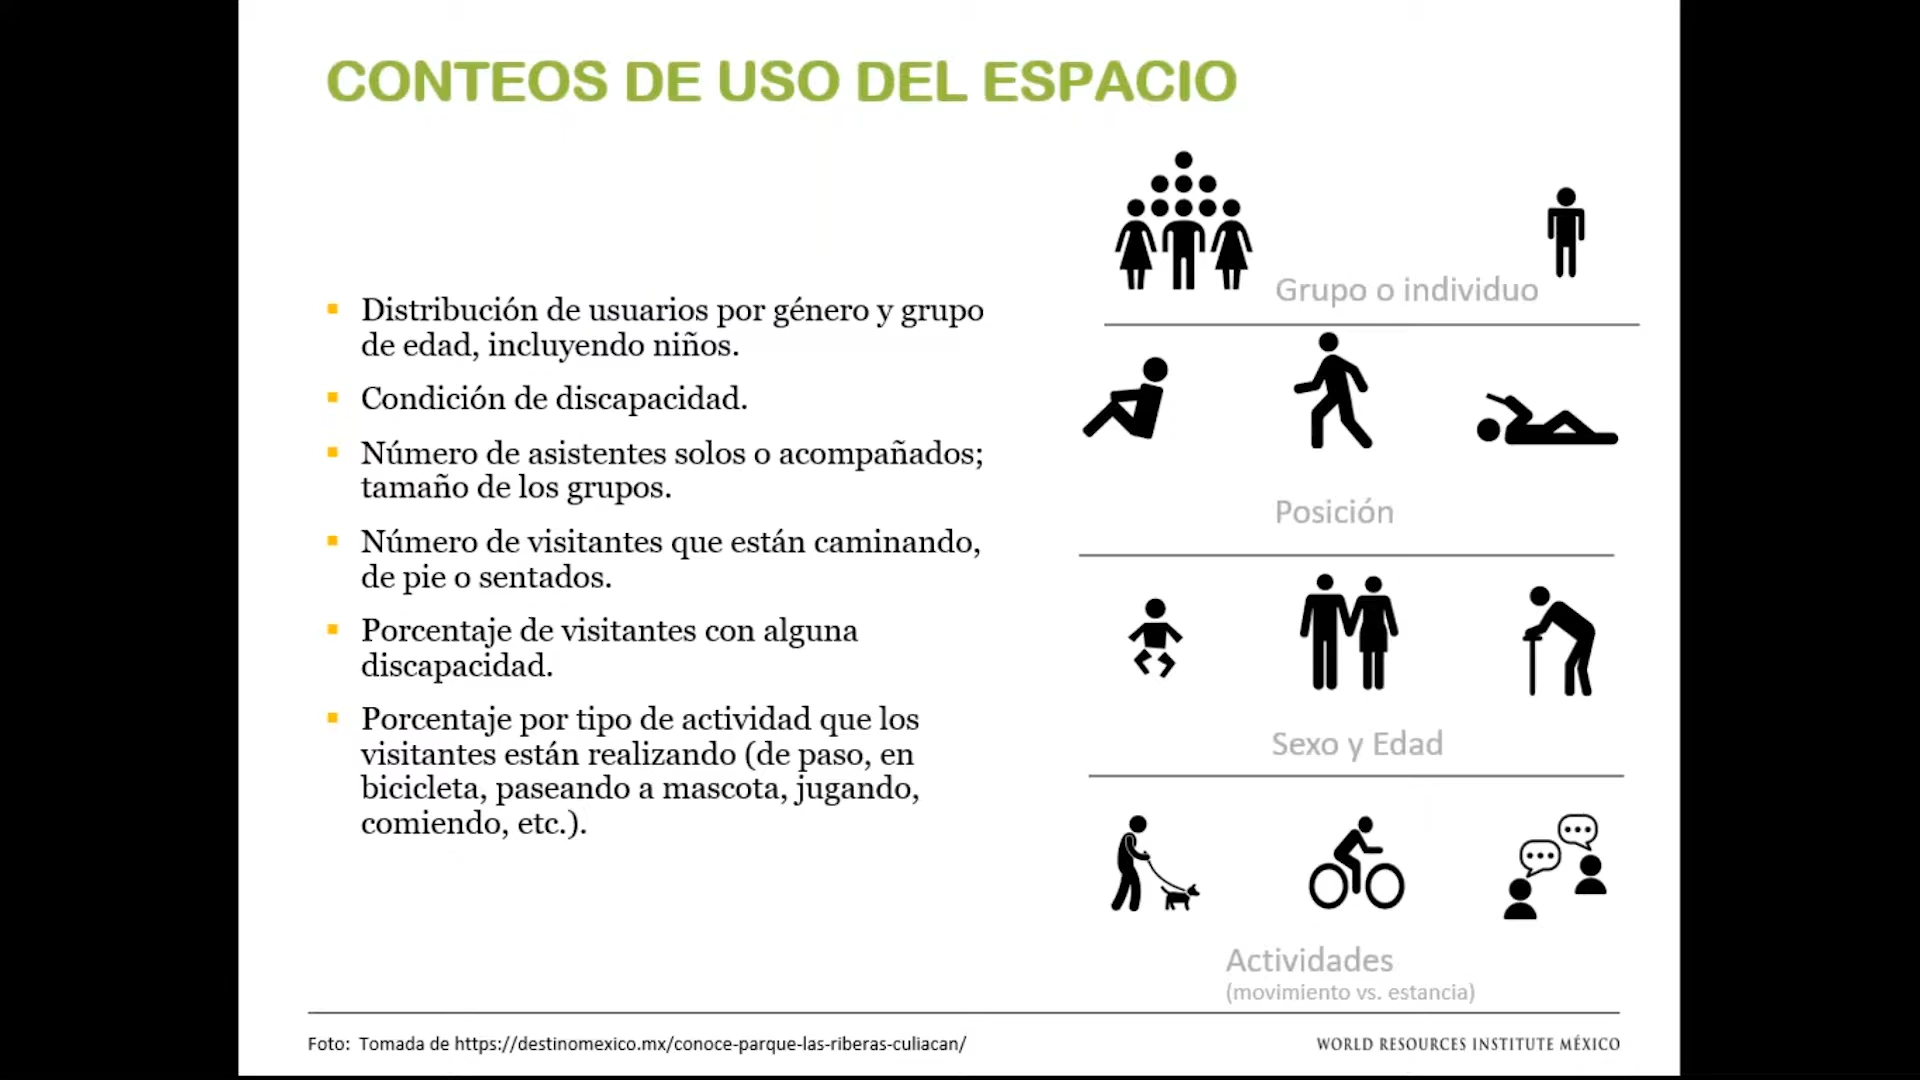 CONTEOS DE USO DEL ESPACIO
Distribución de usuarios por género y grupo
de edad, incluyendo niños.
Condición de discapacidad.
Número de asistentes solos o acompañados;
tamaño de los grupos.
Número de visitantes que están caminando,
de pie o sentados.
Porcentaje de visitantes con alguna
discapacidad.
Porcentaje por tipo de actividad que los
visitantes están realizando (de paso, en
bicicleta, paseando a mascota, jugando,
comiendo, etc.).
Grupo o individuo
Posición
Sexo y Edad
Actividades
(movimiento vs. estancia)
Foto: Tomada de https://destinomexico.mx/conoce-parque-las-riberas-culiacan/
WORLD RESOURCES INSTITUTE MÉXICO